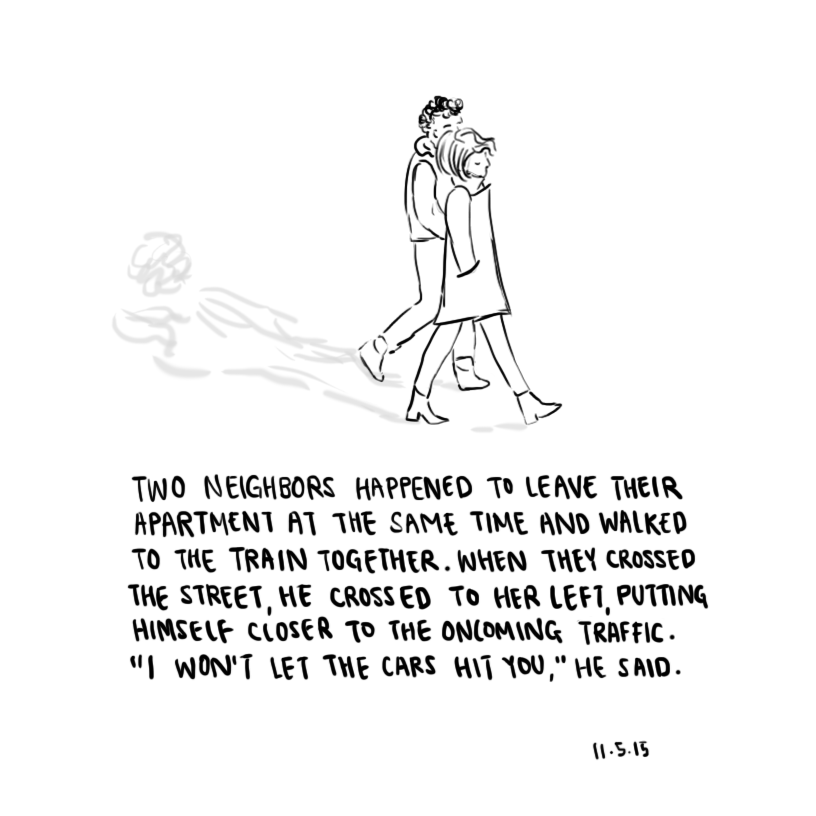 TWO NEIGHBORS HAPPENED TO LEAVE THEIR
APARTMENT AT THE SAME TIME AND WALKED
TO THE TRAIN TOGETHER. WHEN THEY CROSSED
THE STREET, HE CROSSED TO HER LEFT, PUTTING
HIMSELF CLOSER TO THE ONCOMING TRAFFIC.
"I WON'T LET THE CARS HIT YOU," HE SAID.
11.5.15